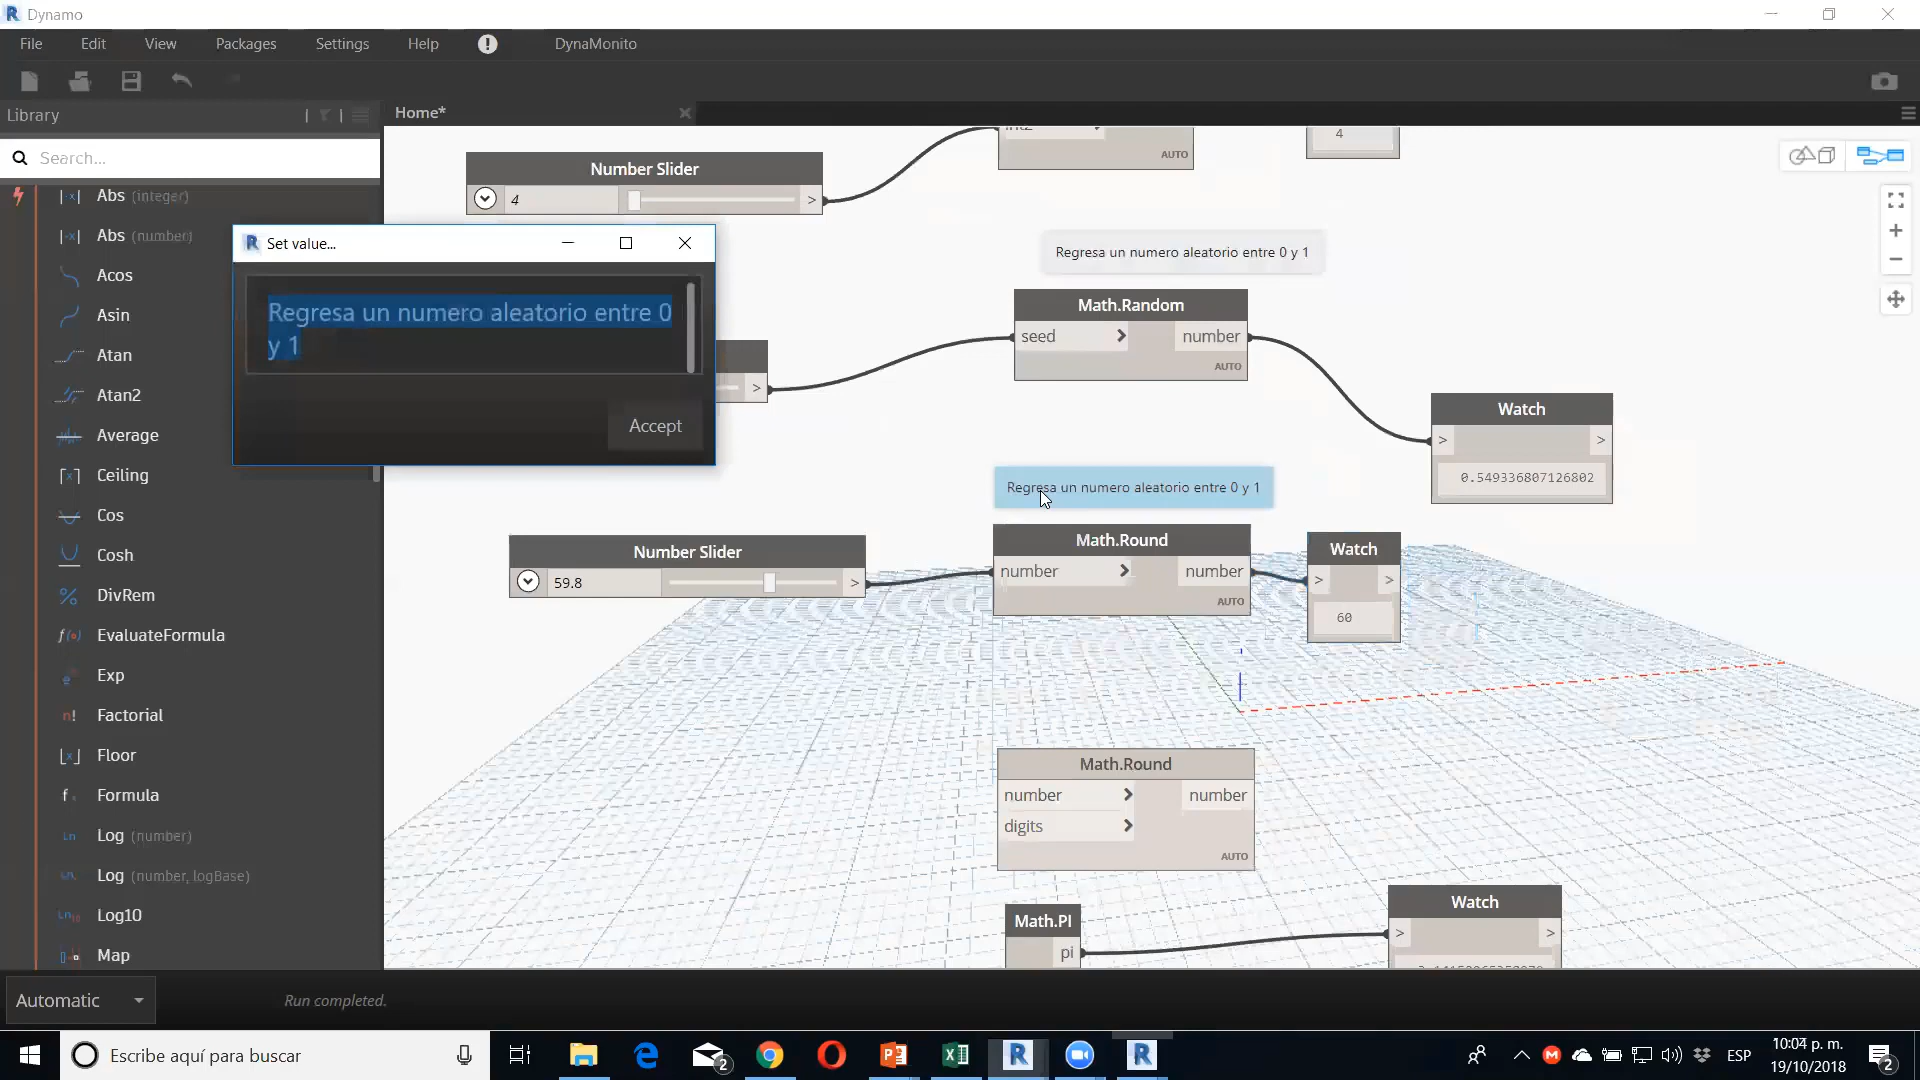 Dynamo
File Edit View Packages Settings Help DynaMonito
Library
Search...
Home*
Abs (integer)
Abs (number)
Acos
Asin
Atan
Atan2
Average
Ceiling
Cos
Cosh
DivRem
EvaluateFormula
Exp
Factorial
Floor
Formula
Log (number)
Log (number, logBase)
Log10
Map
Set value...
Regresa un numero aleatorio entre 0
y 1
Accept
Number Slider
4
AUTO
4
Regresa un numero aleatorio entre 0 y 1
Math.Random
seed > number
AUTO
Watch
> >
0.549336807126802
Regresa un numero aleatorio entre 0 y 1
Number Slider
59.8 >
Math.Round
number > number
AUTO
Watch
> >
60
Math.Round
number > number
digits >
AUTO
Math.PI
pi
Watch
> >
Automatic
Run completed.
Escribe aquí para buscar
2
ESP
10:04 p. m.
19/10/2018
2